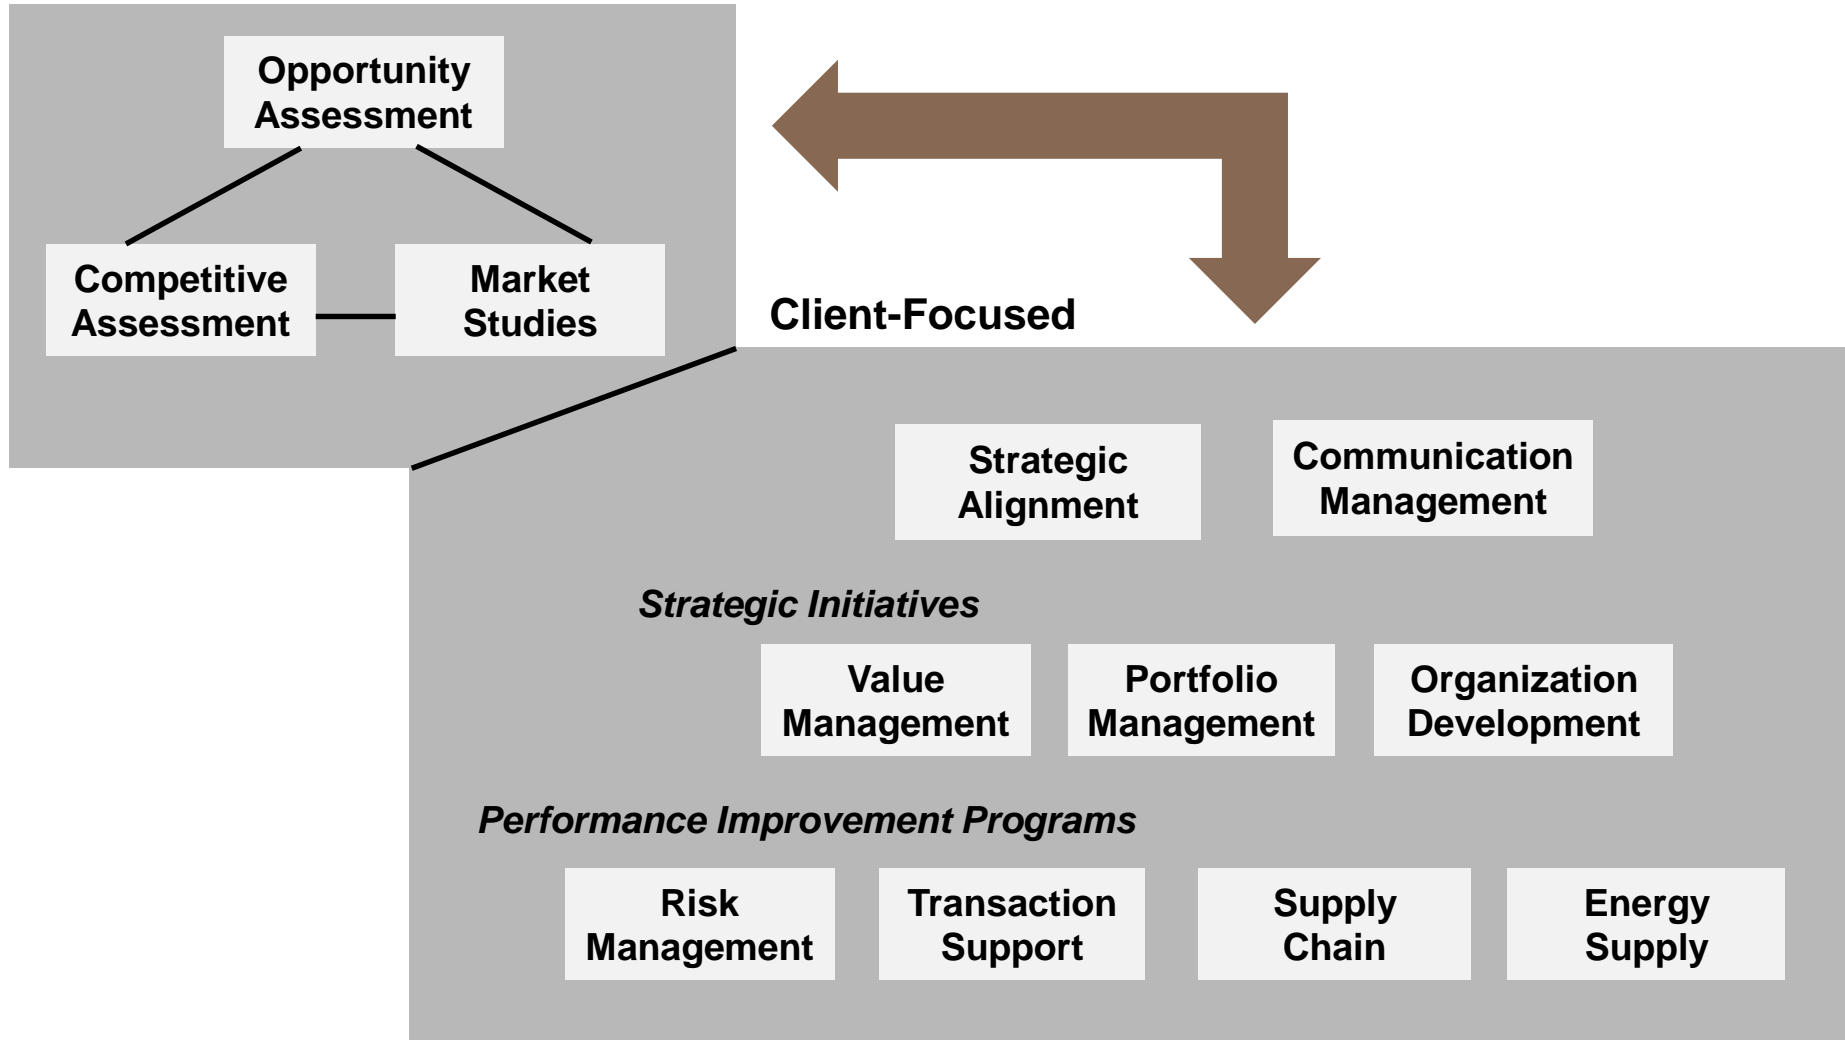 Opportunity
Assessment
Competitive
Assessment
Market
Studies
Client-Focused
Strategic
Alignment
Communication
Management
Strategic Initiatives
Value
Management
Portfolio
Management
Organization
Development
Performance Improvement Programs
Risk
Management
Transaction
Support
Supply
Chain
Energy
Supply